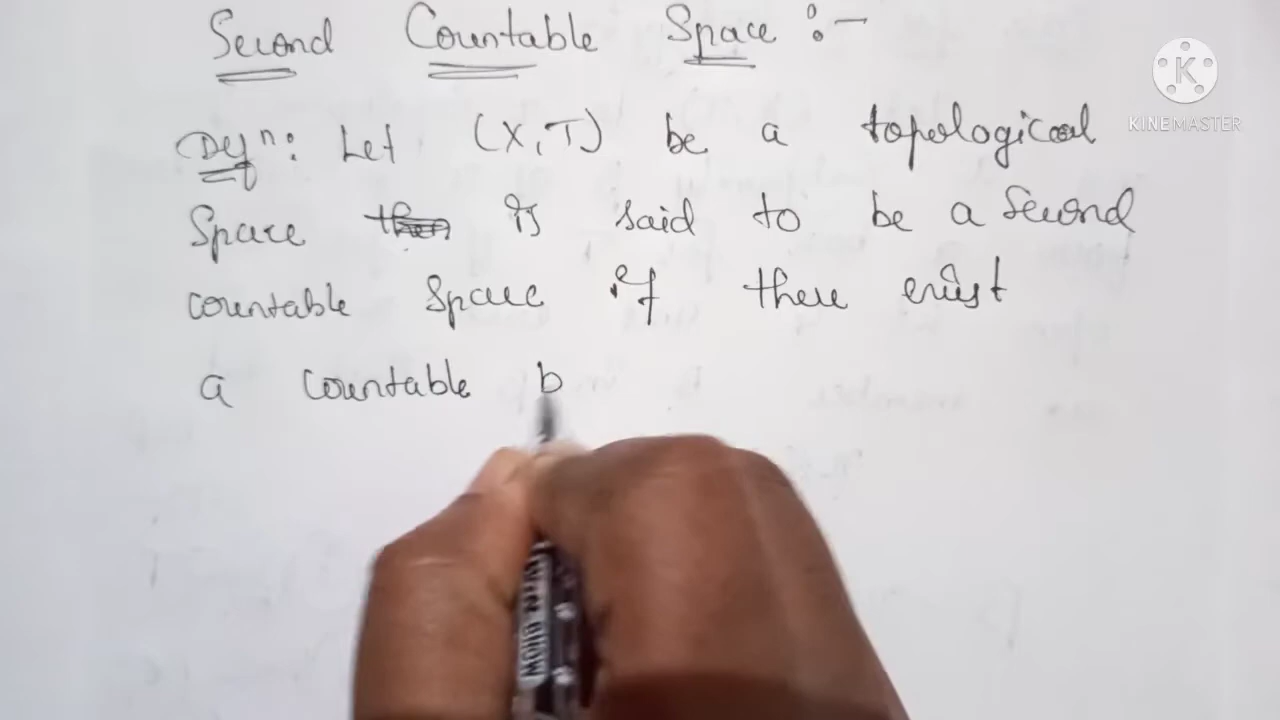 Second Countable Space :-
K
KINEMASTER
Defn: Let (X, T) be a topological
Space then is said to be a Second
countable Space if there exist
a countable b